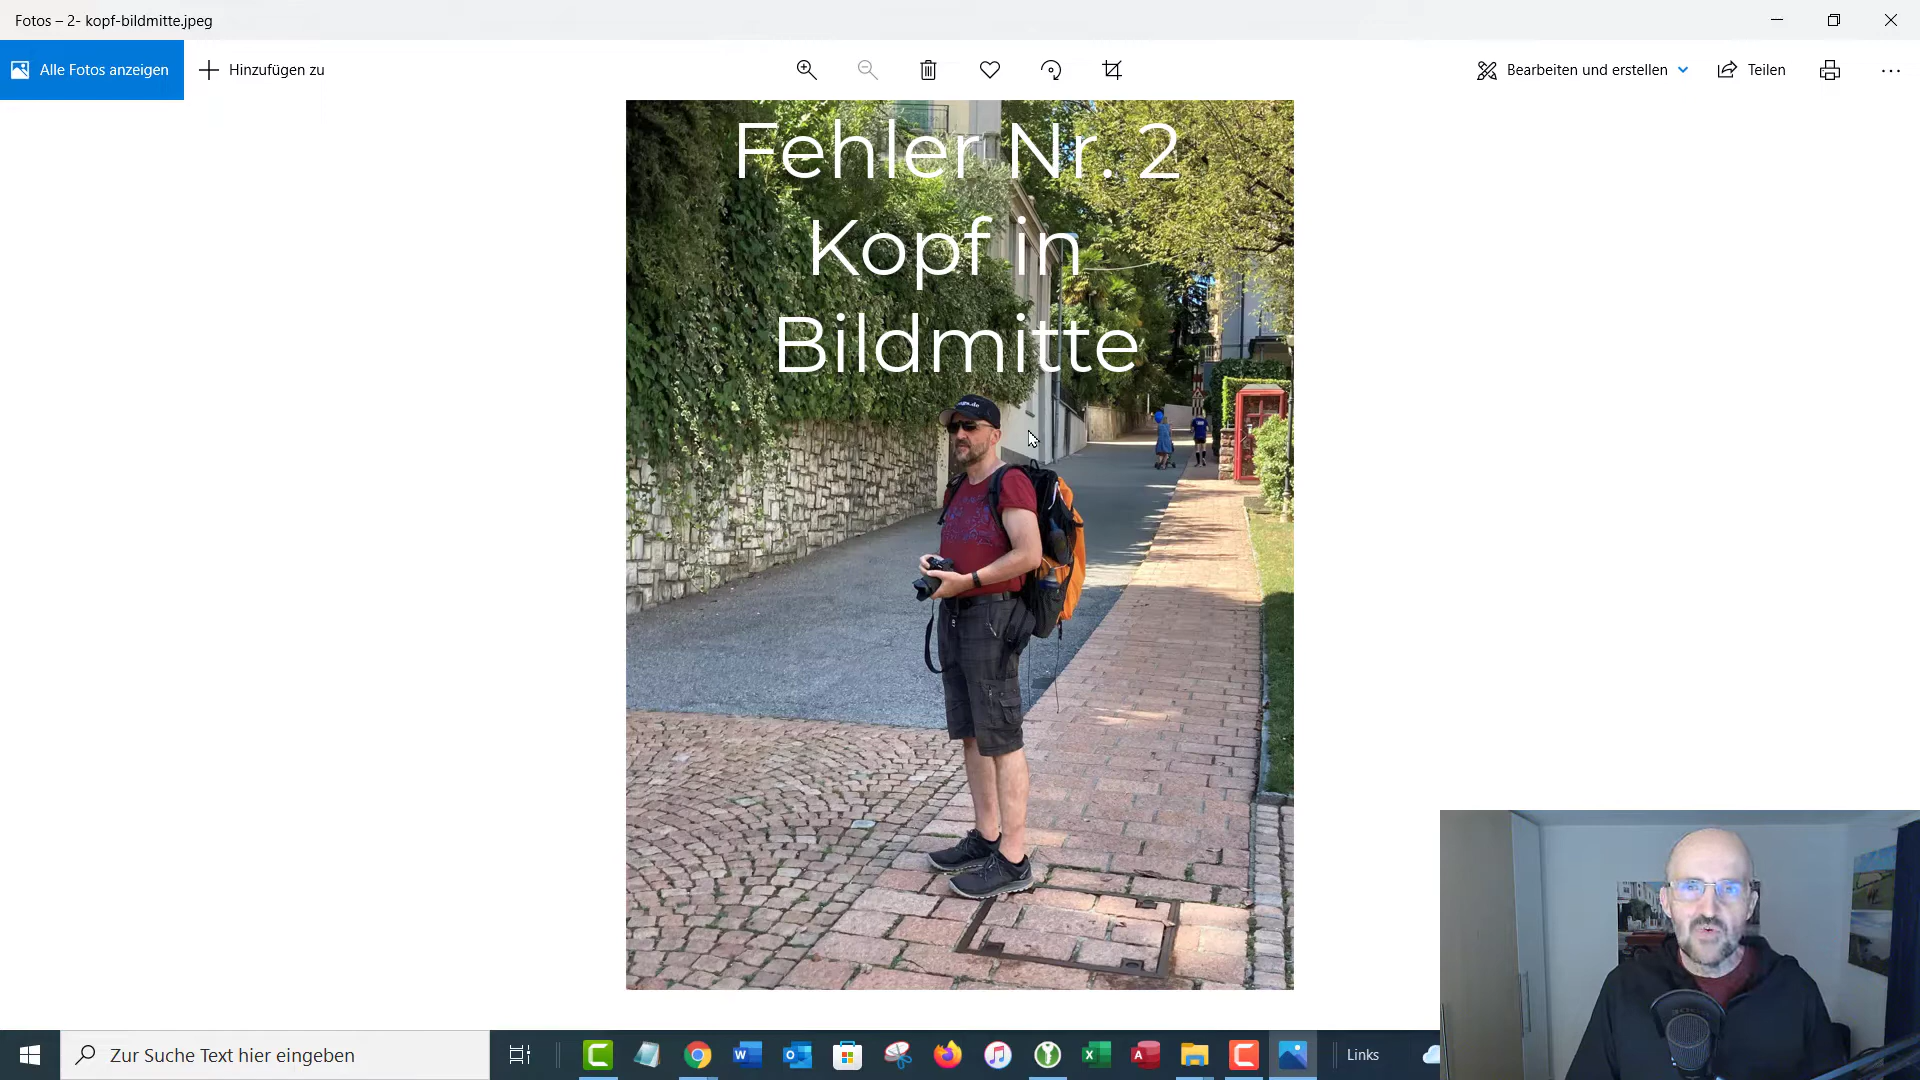 Fotos – 2- kopf-bildmitte.jpeg
Alle Fotos anzeigen
Hinzufügen zu
Bearbeiten und erstellen
Teilen
Fehler Nr. 2
Kopf in
Bildmitte
Zur Suche Text hier eingeben
Links